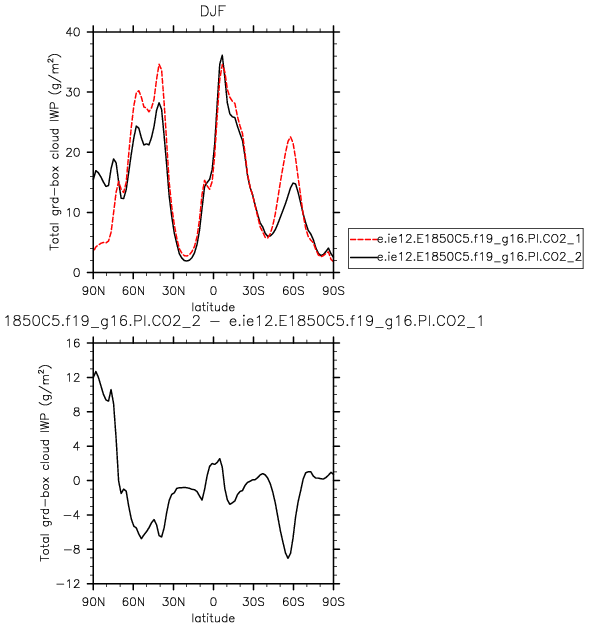 DJF
Total grd-box cloud IWP (g/m²)
40
30
20
10
0
90N 60N 30N 0 30S 60S 90S
latitude
e.ie12.E1850C5.f19_g16.PI.CO2_1
e.ie12.E1850C5.f19_g16.PI.CO2_2
1850C5.f19_g16.PI.CO2_2 − e.ie12.E1850C5.f19_g16.PI.CO2_1
Total grd-box cloud IWP (g/m²)
16
12
8
4
0
−4
−8
−12
90N 60N 30N 0 30S 60S 90S
latitude